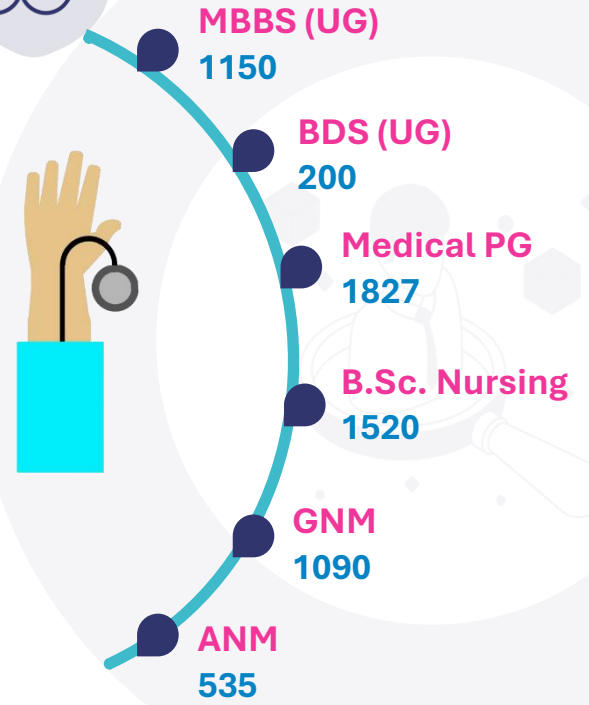 MBBS (UG)
1150
BDS (UG)
200
Medical PG
1827
B.Sc. Nursing
1520
GNM
1090
ANM
535